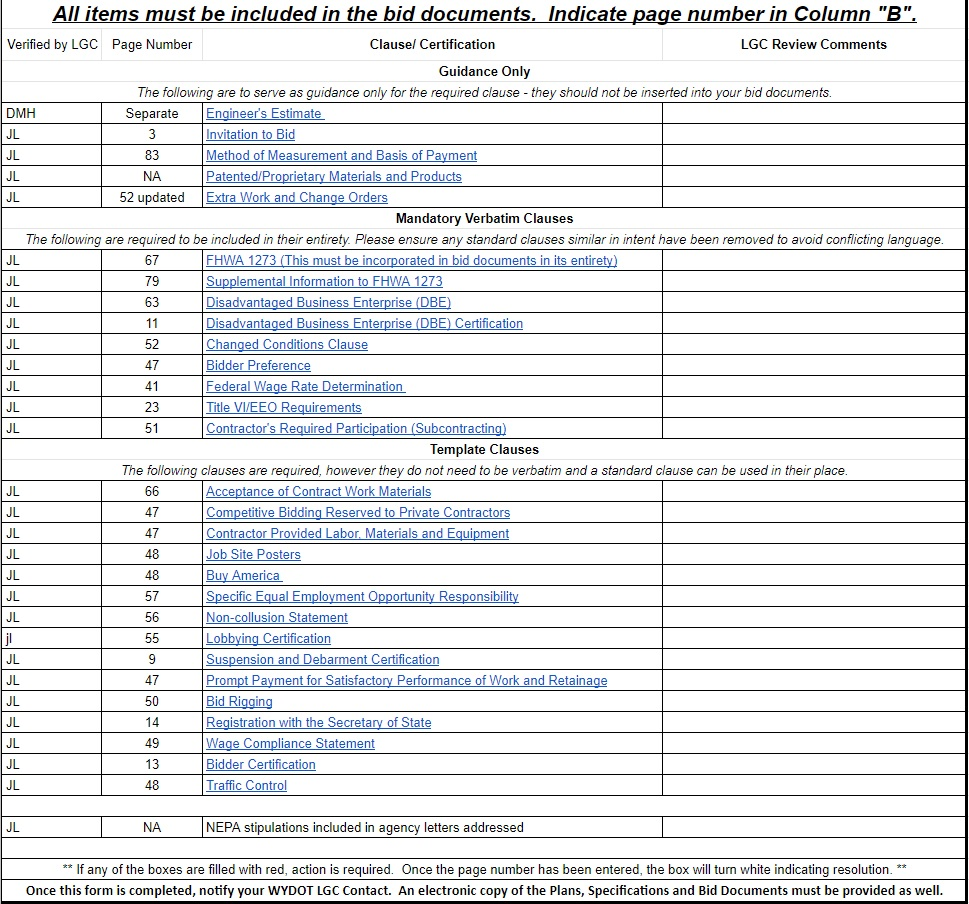 All items must be included in the bid documents.  Indicate page number in Column "B".
Verified by LGC Page Number Clause/ Certification LGC Review Comments
Guidance Only
The following are to serve as guidance only for the required clause - they should not be inserted into your bid documents.
DMH Separate Engineer's Estimate
JL 3 Invitation to Bid
JL 83 Method of Measurement and Basis of Payment
JL NA Patented/Proprietary Materials and Products
JL 52 updated Extra Work and Change Orders
Mandatory Verbatim Clauses
The following are required to be included in their entirety. Please ensure any standard clauses similar in intent have been removed to avoid conflicting language.
JL 67 FHWA 1273 (This must be incorporated in bid documents in its entirety)
JL 79 Supplemental Information to FHWA 1273
JL 63 Disadvantaged Business Enterprise (DBE)
JL 11 Disadvantaged Business Enterprise (DBE) Certification
JL 52 Changed Conditions Clause
JL 47 Bidder Preference
JL 41 Federal Wage Rate Determination
JL 23 Title VI/EEO Requirements
JL 51 Contractor's Required Participation (Subcontracting)
Template Clauses
The following clauses are required, however they do not need to be verbatim and a standard clause can be used in their place.
JL 66 Acceptance of Contract Work Materials
JL 47 Competitive Bidding Reserved to Private Contractors
JL 47 Contractor Provided Labor, Materials and Equipment
JL 48 Job Site Posters
JL 48 Buy America
JL 57 Specific Equal Employment Opportunity Responsibility
JL 56 Non-collusion Statement
jl 55 Lobbying Certification
JL 9 Suspension and Debarment Certification
JL 47 Prompt Payment for Satisfactory Performance of Work and Retainage
JL 50 Bid Rigging
JL 14 Registration with the Secretary of State
JL 49 Wage Compliance Statement
JL 13 Bidder Certification
JL 48 Traffic Control
JL NA NEPA stipulations included in agency letters addressed
** If any of the boxes are filled with red, action is required.  Once the page number has been entered, the box will turn white indicating resolution. **
Once this form is completed, notify your WYDOT LGC Contact.  An electronic copy of the Plans, Specifications and Bid Documents must be provided as well.